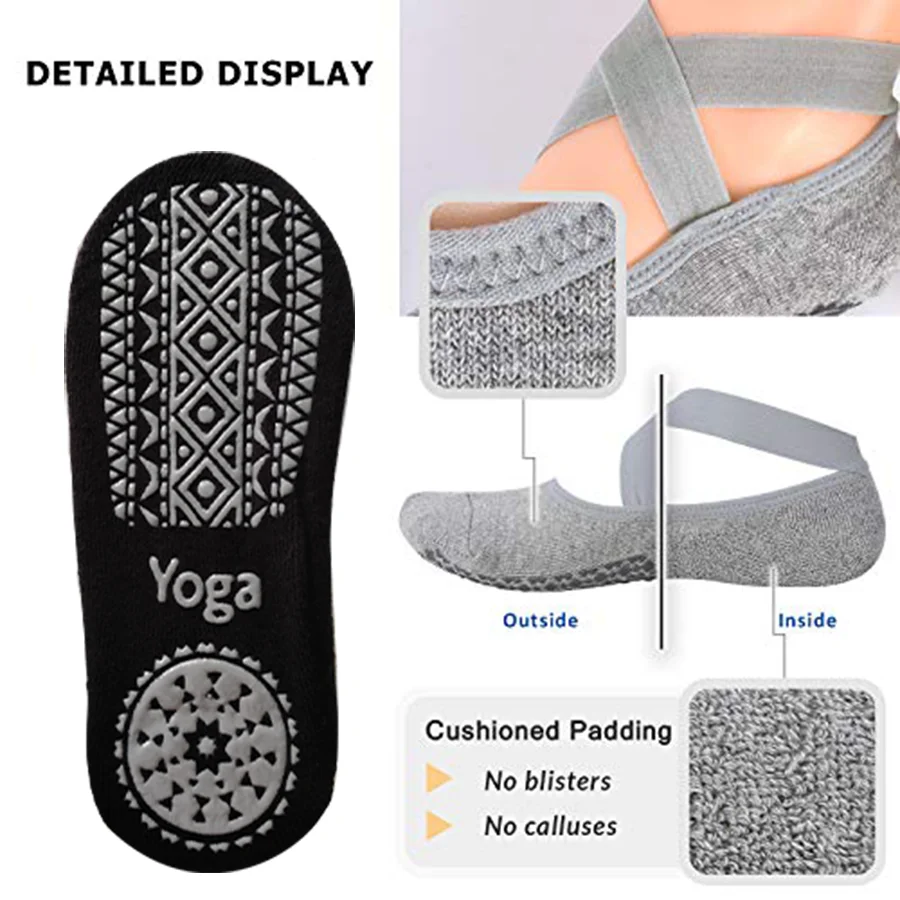 DETAILED DISPLAY
Yoga
Outside
Inside
Cushioned Padding
No blisters
No calluses